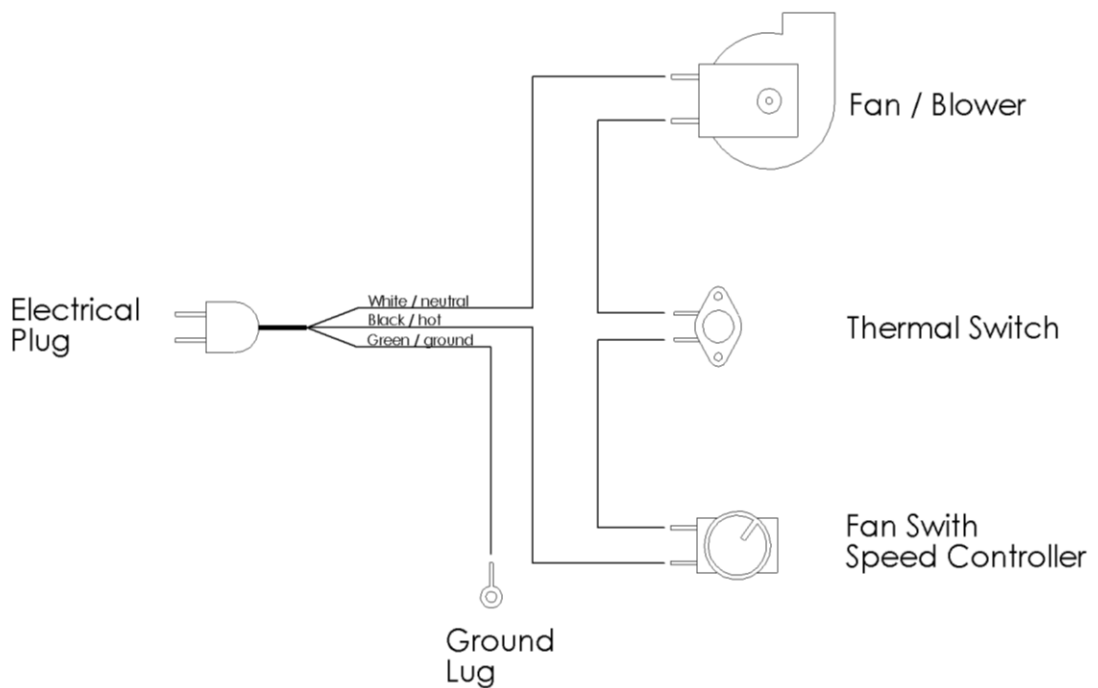 Fan / Blower
Electrical
Plug
White / neutral
Black / hot
Green / ground
Thermal Switch
Fan Swith
Speed Controller
Ground
Lug